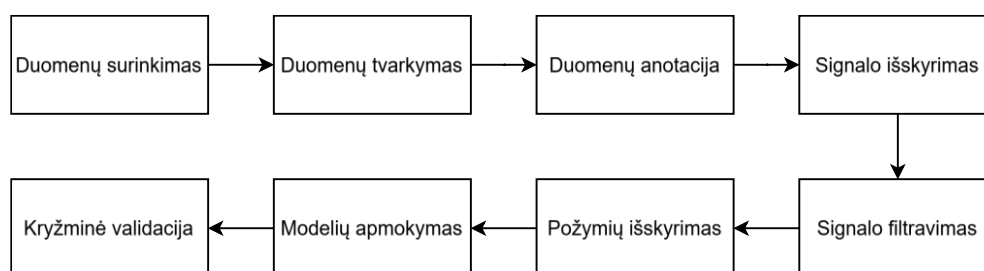 Duomenų surinkimas
Duomenų tvarkymas
Duomenų anotacija
Signalo išskyrimas
Signalo filtravimas
Požymių išskyrimas
Modelių apmokymas
Kryžminė validacija